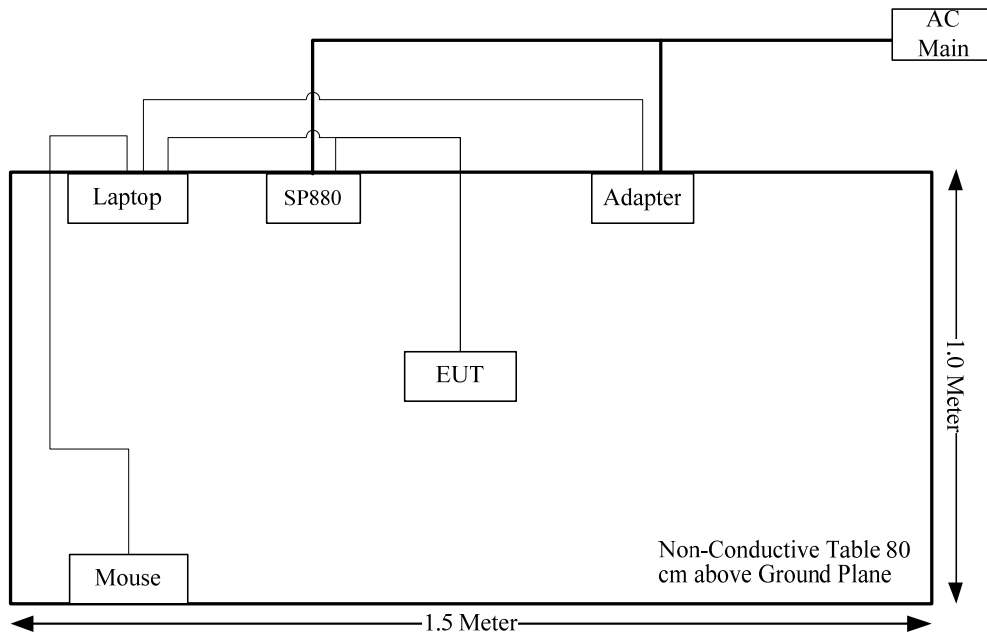 AC
Main
Laptop
SP880
Adapter
EUT
1.0 Meter
Non-Conductive Table 80
cm above Ground Plane
Mouse
1.5 Meter